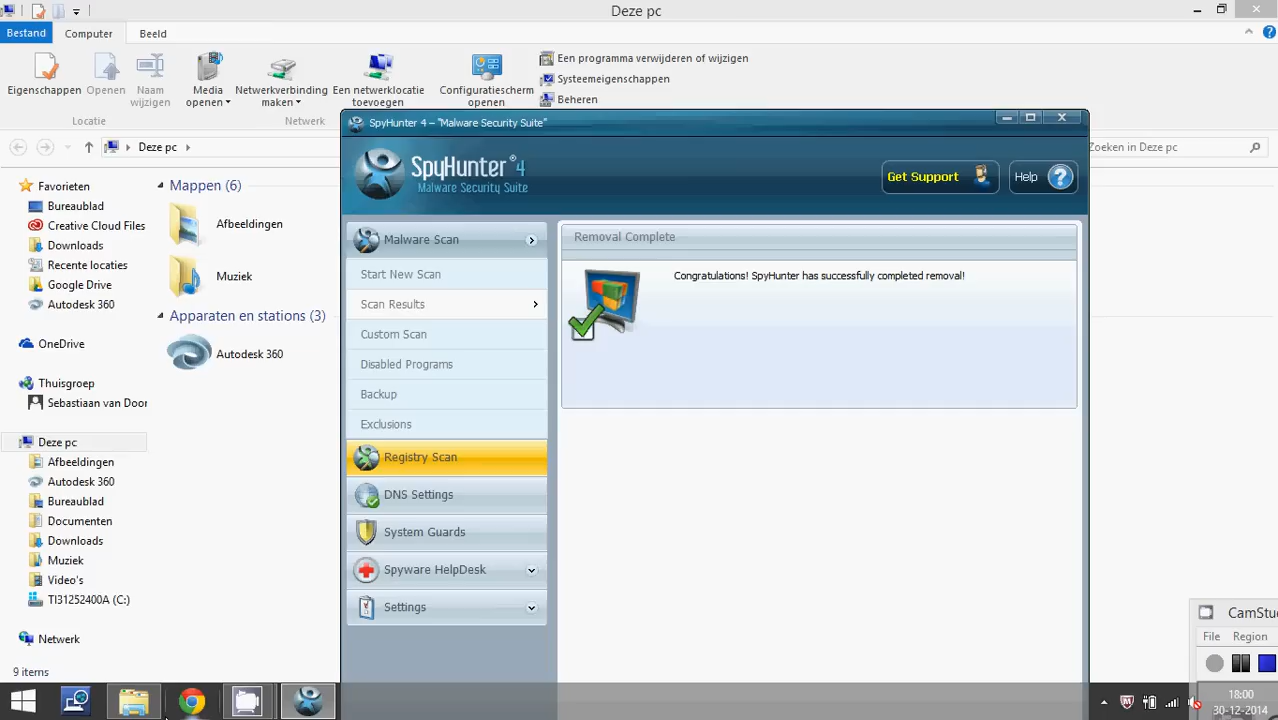 Deze pc
Bestand
Computer
Beeld
Eigenschappen
Openen
Naam
wijzigen
Media
openen
Netwerkverbinding
maken
Een netwerklocatie
toevoegen
Configuratiescherm
openen
Een programma verwijderen of wijzigen
Systeemeigenschappen
Beheren
Locatie
Netwerk
Deze pc
Zoeken in Deze pc
Favorieten
Bureaublad
Creative Cloud Files
Downloads
Recente locaties
Google Drive
Autodesk 360
OneDrive
Thuisgroep
Sebastiaan van Door
Deze pc
Afbeeldingen
Autodesk 360
Bureaublad
Documenten
Downloads
Muziek
Video's
TI31252400A (C:)
Netwerk
9 items
Mappen (6)
Afbeeldingen
Muziek
Apparaten en stations (3)
Autodesk 360
SpyHunter 4 – "Malware Security Suite"
SpyHunter® 4
Malware Security Suite
Get Support
Help ?
Malware Scan
Start New Scan
Scan Results
Custom Scan
Disabled Programs
Backup
Exclusions
Registry Scan
DNS Settings
System Guards
Spyware HelpDesk
Settings
Removal Complete
Congratulations! SpyHunter has successfully completed removal!
CamStu
File Region
18:00
30-12-2014